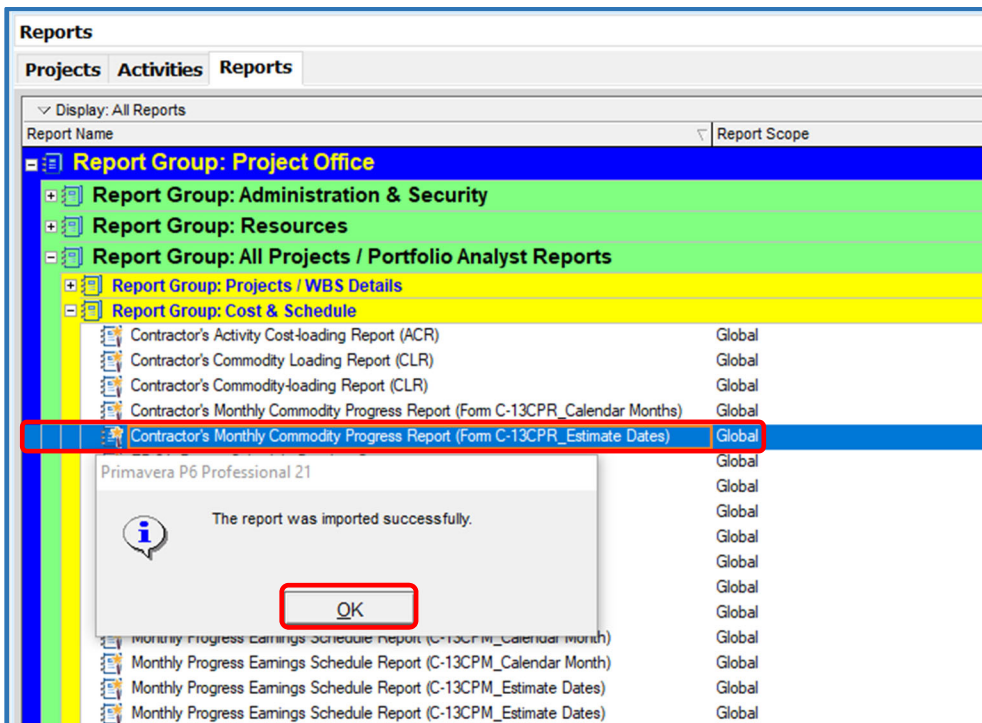 Reports
Projects Activities Reports
Display: All Reports
Report Name Report Scope
Report Group: Project Office
Report Group: Administration & Security
Report Group: Resources
Report Group: All Projects / Portfolio Analyst Reports
Report Group: Projects / WBS Details
Report Group: Cost & Schedule
Contractor's Activity Cost-loading Report (ACR) Global
Contractor's Commodity Loading Report (CLR) Global
Contractor's Commodity-loading Report (CLR) Global
Contractor's Monthly Commodity Progress Report (Form C-13CPR_Calendar Months) Global
Contractor's Monthly Commodity Progress Report (Form C-13CPR_Estimate Dates) Global
Global
Primavera P6 Professional 21
Global
The report was imported successfully. Global
Global
Global
Global
OK Global
Monthly Progress Earnings Schedule Report (C-13CPM_Calendar Month) Global
Monthly Progress Earnings Schedule Report (C-13CPM_Calendar Month) Global
Monthly Progress Earnings Schedule Report (C-13CPM_Estimate Dates) Global
Monthly Progress Earnings Schedule Report (C-13CPM_Estimate Dates) Global